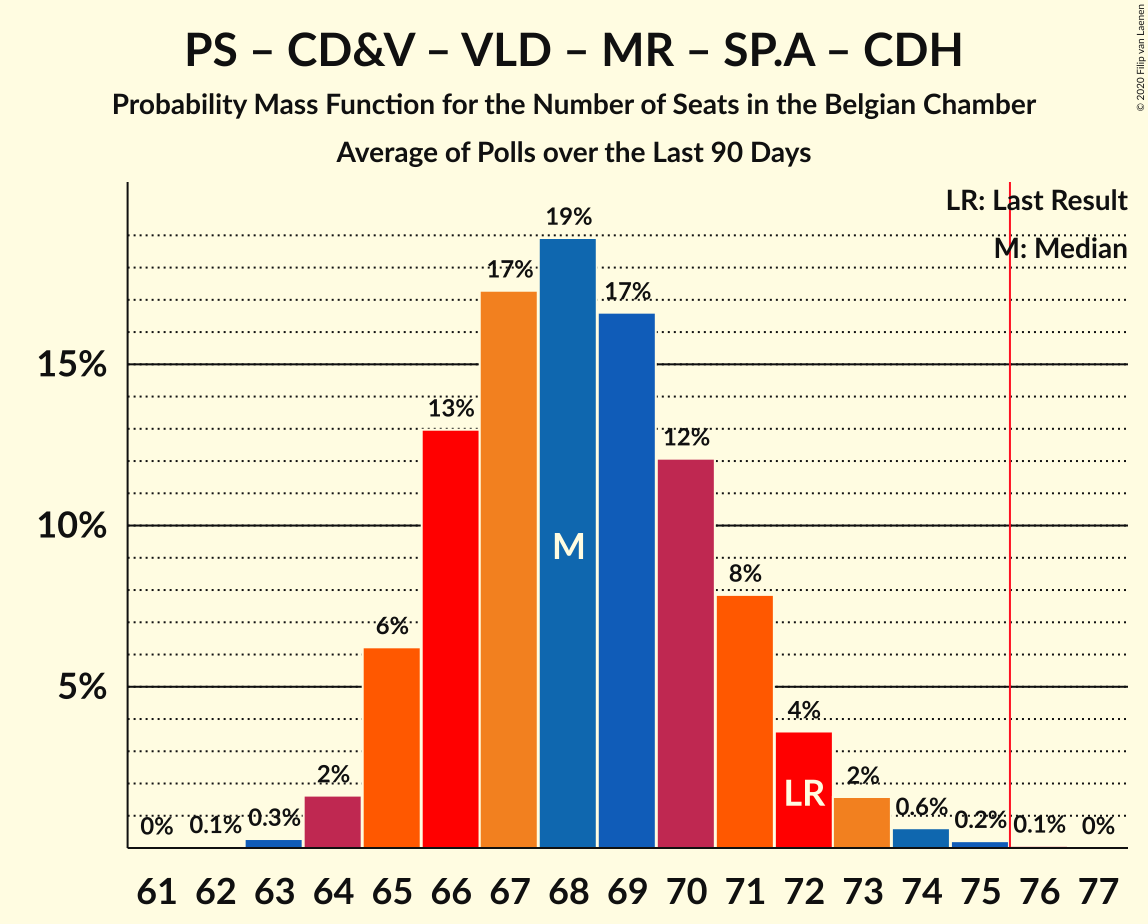 PS – CD&V – VLD – MR – SP.A – CDH
Probability Mass Function for the Number of Seats in the Belgian Chamber
Average of Polls over the Last 90 Days
© 2020 Filip van Laenen
LR: Last Result
M: Median
15%
10%
5%
0%
0.1%
0.3%
2%
6%
13%
17%
19%
17%
12%
8%
4%
2%
0.6%
0.2%
0.1%
0%
M
LR
61 62 63 64 65 66 67 68 69 70 71 72 73 74 75 76 77